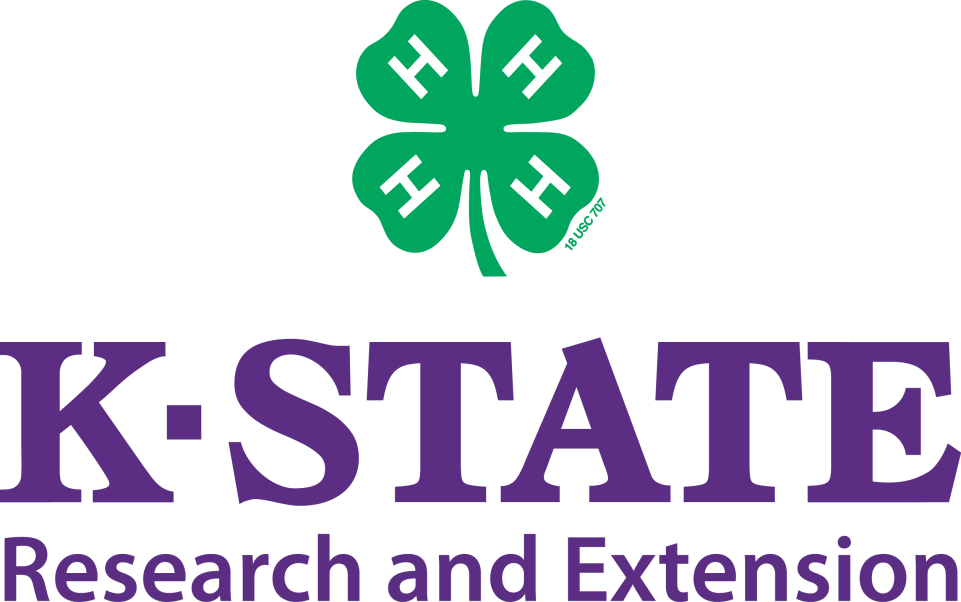 H H
H H
18 USC 707
K-STATE
Research and Extension